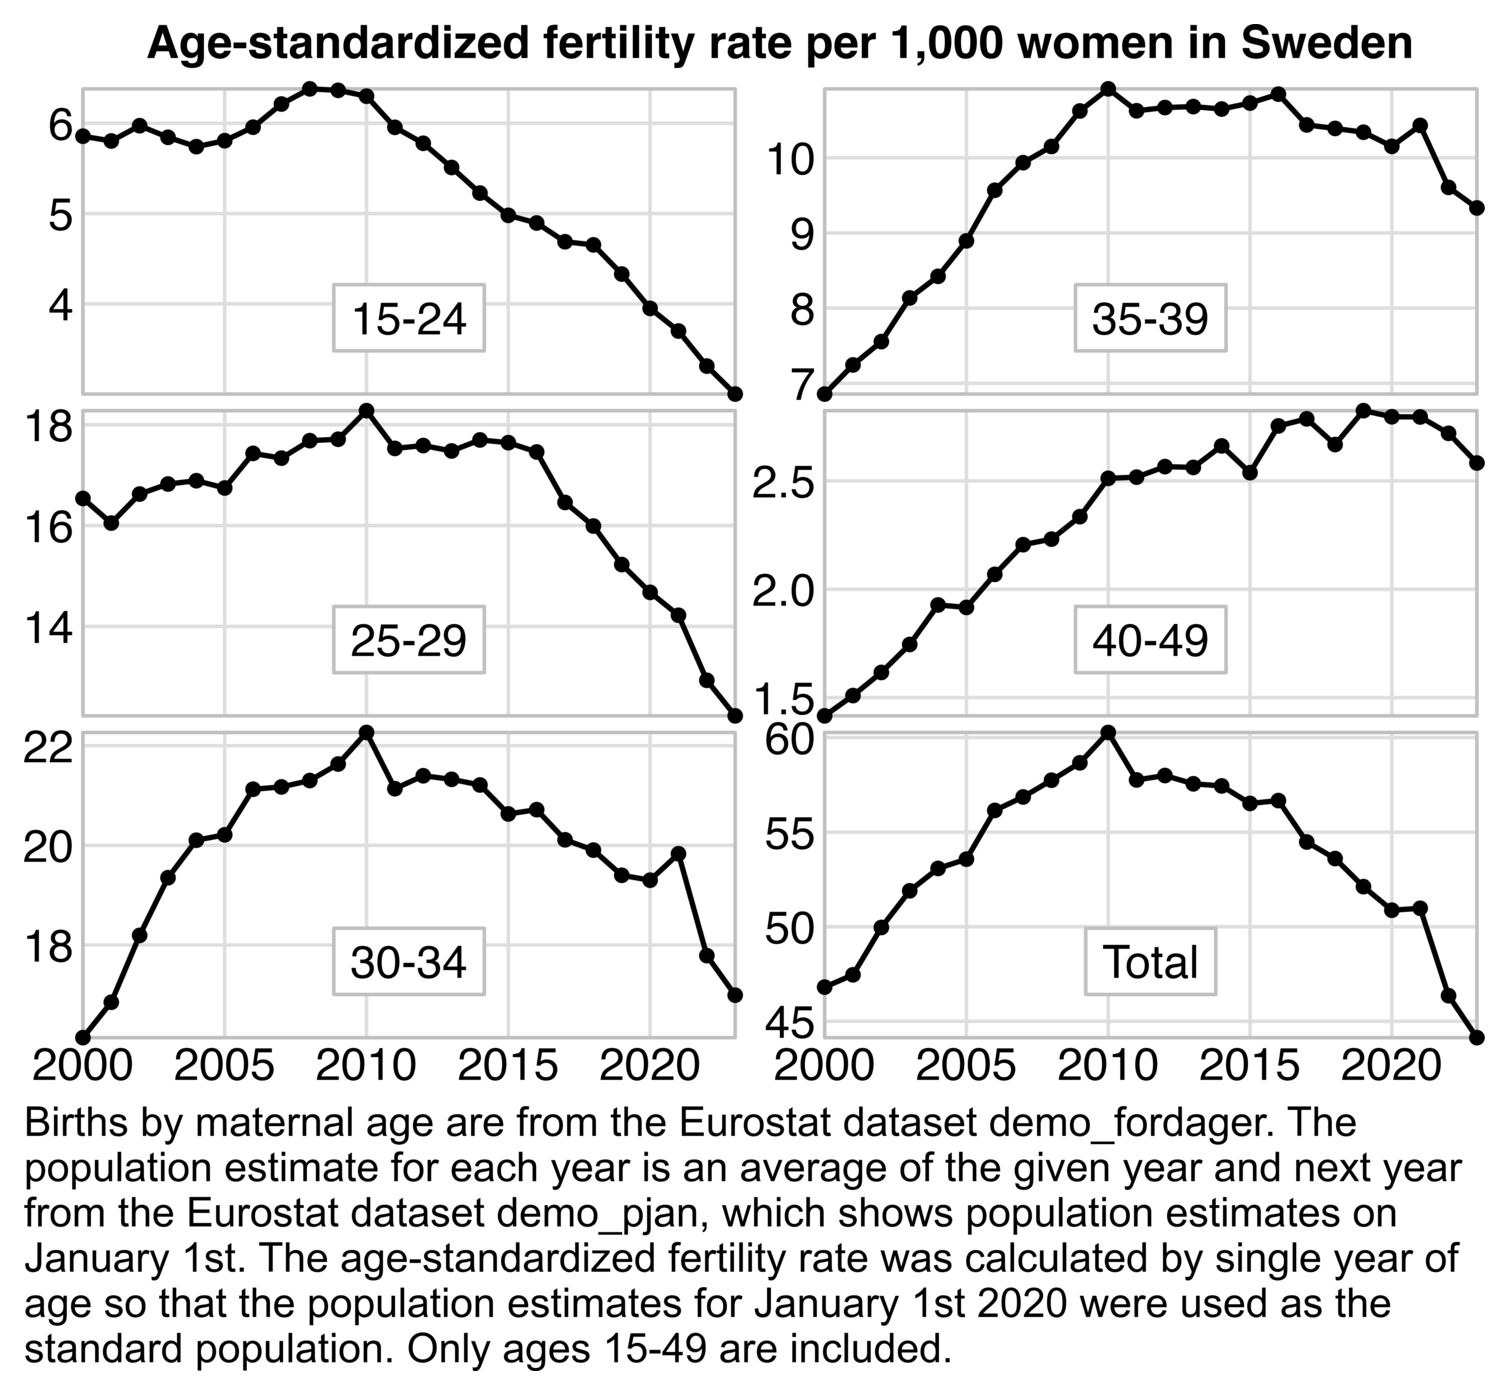 Age-standardized fertility rate per 1,000 women in Sweden
6
5
4
15-24
10
9
8
7
35-39
18
16
14
25-29
2.5
2.0
1.5
40-49
22
20
18
30-34
60
55
50
45
Total
2000 2005 2010 2015 2020
2000 2005 2010 2015 2020
Births by maternal age are from the Eurostat dataset demo_fordager. The
population estimate for each year is an average of the given year and next year
from the Eurostat dataset demo_pjan, which shows population estimates on
January 1st. The age-standardized fertility rate was calculated by single year of
age so that the population estimates for January 1st 2020 were used as the
standard population. Only ages 15-49 are included.